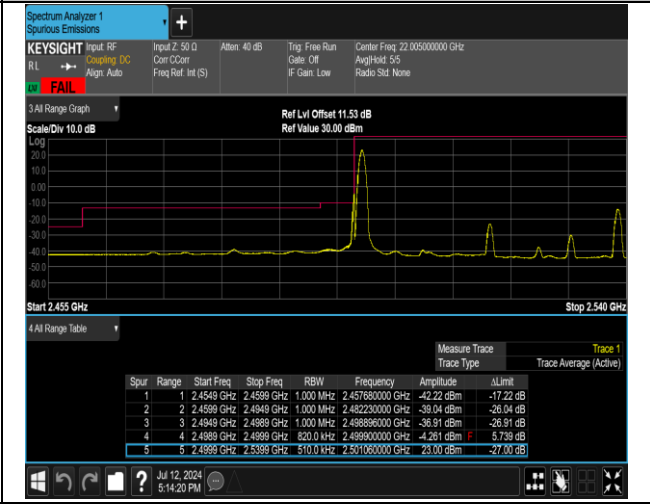 Spectrum Analyzer 1
Spurious Emissions
KEYSIGHT
Input: RF
Coupling: DC
Align: Auto
Input Z: 50 Ω
Corr CCorr
Freq Ref: Int (S)
Atten: 40 dB
Trig: Free Run
Gate: Off
IF Gain: Low
Center Freq: 22.005000000 GHz
Avg|Hold: 5/5
Radio Std: None
R L
LXI FAIL
3 All Range Graph
Scale/Div 10.0 dB
Ref Lvl Offset 11.53 dB
Ref Value 30.00 dBm
Log
20.0
10.0
0.00
-10.0
-20.0
-30.0
-40.0
-50.0
-60.0
Start 2.455 GHz
Stop 2.540 GHz
4 All Range Table
Measure Trace Trace 1
Trace Type Trace Average (Active)
Spur Range Start Freq Stop Freq RBW Frequency Amplitude ΔLimit
1 1 2.4549 GHz 2.4599 GHz 1.000 MHz 2.457680000 GHz -42.22 dBm -17.22 dB
2 2 2.4599 GHz 2.4949 GHz 1.000 MHz 2.482230000 GHz -39.04 dBm -26.04 dB
3 3 2.4949 GHz 2.4989 GHz 1.000 MHz 2.498896000 GHz -36.91 dBm -26.91 dB
4 4 2.4989 GHz 2.4999 GHz 820.0 kHz 2.499900000 GHz -4.261 dBm F 5.739 dB
5 5 2.4999 GHz 2.5399 GHz 510.0 kHz 2.501060000 GHz 23.00 dBm -27.00 dB
?
Jul 12, 2024
5:14:20 PM